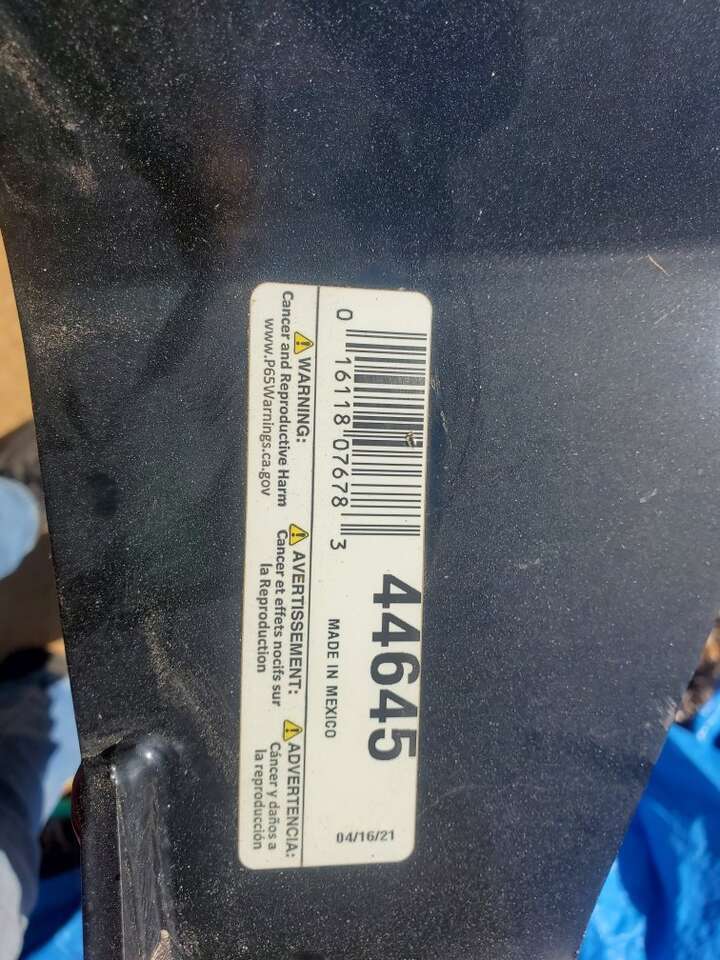 0 16118 07678 3
44645
MADE IN MEXICO
04/16/21
WARNING:
Cancer and Reproductive Harm
www.P65Warnings.ca.gov
AVERTISSEMENT:
Cancer et effets nocifs sur
la Reproduction
ADVERTENCIA:
Cáncer y daños a
la reproducción